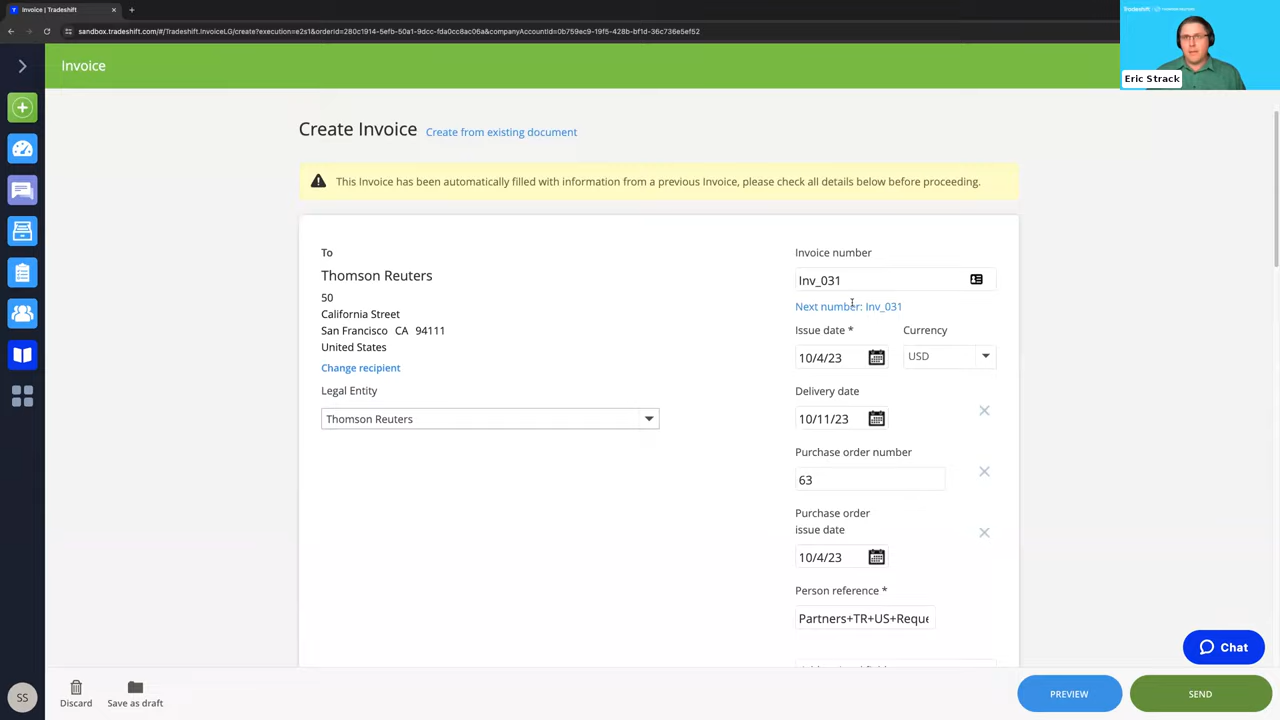 Invoice | Tradeshift
sandbox.tradeshift.com/#/Tradeshift.InvoiceLG/create?execution=e2s1&orderId=280c1914-5efb-50a1-9dcc-fda0cc8ac06a&companyAccountId=0b759ec9-19f5-428b-bf1d-36c736e5ef52
Tradeshift
THOMSON REUTERS
Eric Strack
Invoice
Create Invoice
Create from existing document
This Invoice has been automatically filled with information from a previous Invoice, please check all details below before proceeding.
To
Thomson Reuters
50
California Street
San Francisco CA 94111
United States
Change recipient
Legal Entity
Thomson Reuters
Invoice number
Inv_031
Next number: Inv_031
Issue date *
Currency
10/4/23
USD
Delivery date
10/11/23
Purchase order number
63
Purchase order
issue date
10/4/23
Person reference *
Partners+TR+US+Reque
Chat
SS
Discard
Save as draft
PREVIEW
SEND